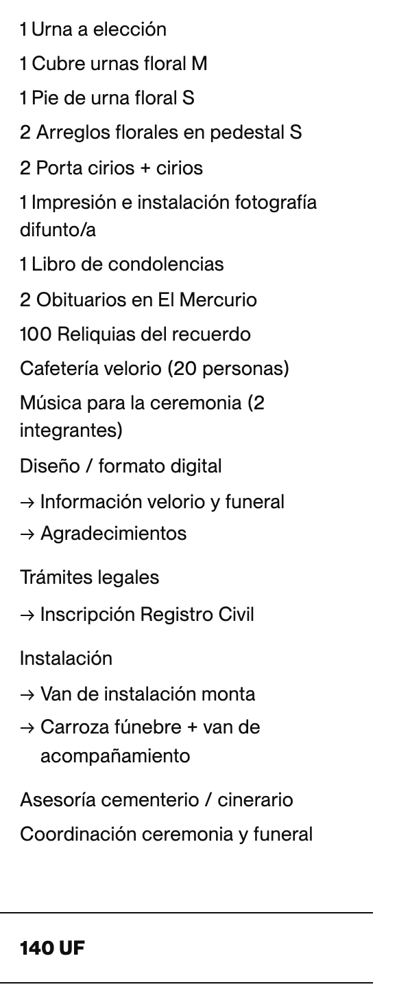 1 Urna a elección
1 Cubre urnas floral M
1 Pie de urna floral S
2 Arreglos florales en pedestal S
2 Porta cirios + cirios
1 Impresión e instalación fotografía
difunto/a
1 Libro de condolencias
2 Obituarios en El Mercurio
100 Reliquias del recuerdo
Cafetería velorio (20 personas)
Música para la ceremonia (2
integrantes)
Diseño / formato digital
→ Información velorio y funeral
→ Agradecimientos
Trámites legales
→ Inscripción Registro Civil
Instalación
→ Van de instalación monta
→ Carroza fúnebre + van de
acompañamiento
Asesoría cementerio / cinerario
Coordinación ceremonia y funeral
140 UF